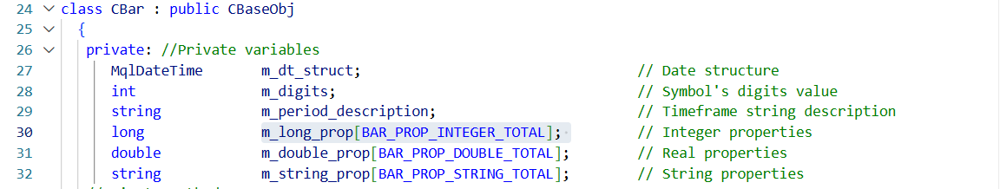 24 class CBar : public CBaseObj
25 {
26 private: //Private variables
27 MqlDateTime m_dt_struct; // Date structure
28 int m_digits; // Symbol's digits value
29 string m_period_description; // Timeframe string description
30 long m_long_prop[BAR_PROP_INTEGER_TOTAL]; // Integer properties
31 double m_double_prop[BAR_PROP_DOUBLE_TOTAL]; // Real properties
32 string m_string_prop[BAR_PROP_STRING_TOTAL]; // String properties